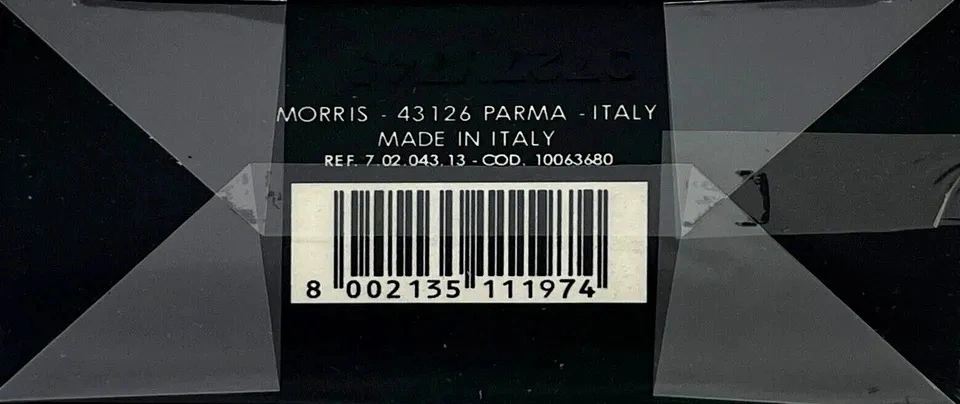 MORRIS - 43126 PARMA - ITALY
MADE IN ITALY
REF. 7.02.043.13 - COD. 10063680
8 002135 111974